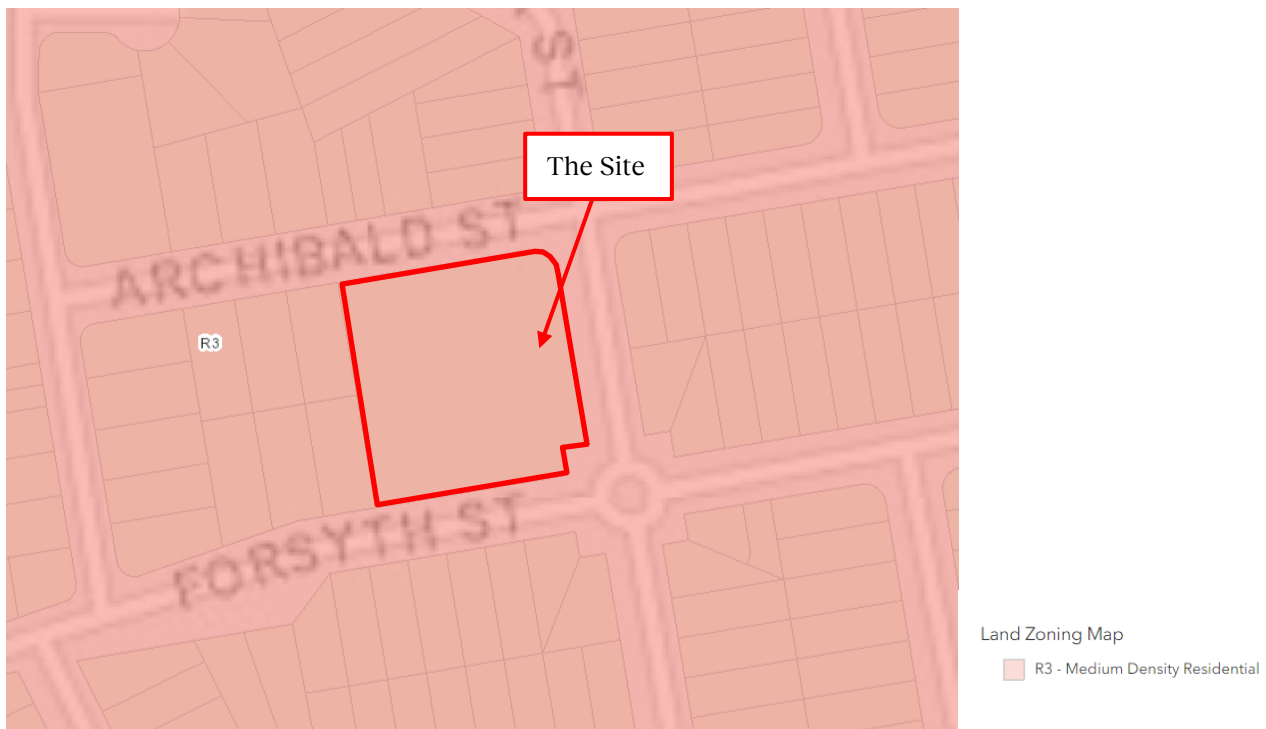 ST
The Site
ARCHIBALD ST
R3
FORSYTH ST
Land Zoning Map
R3 - Medium Density Residential